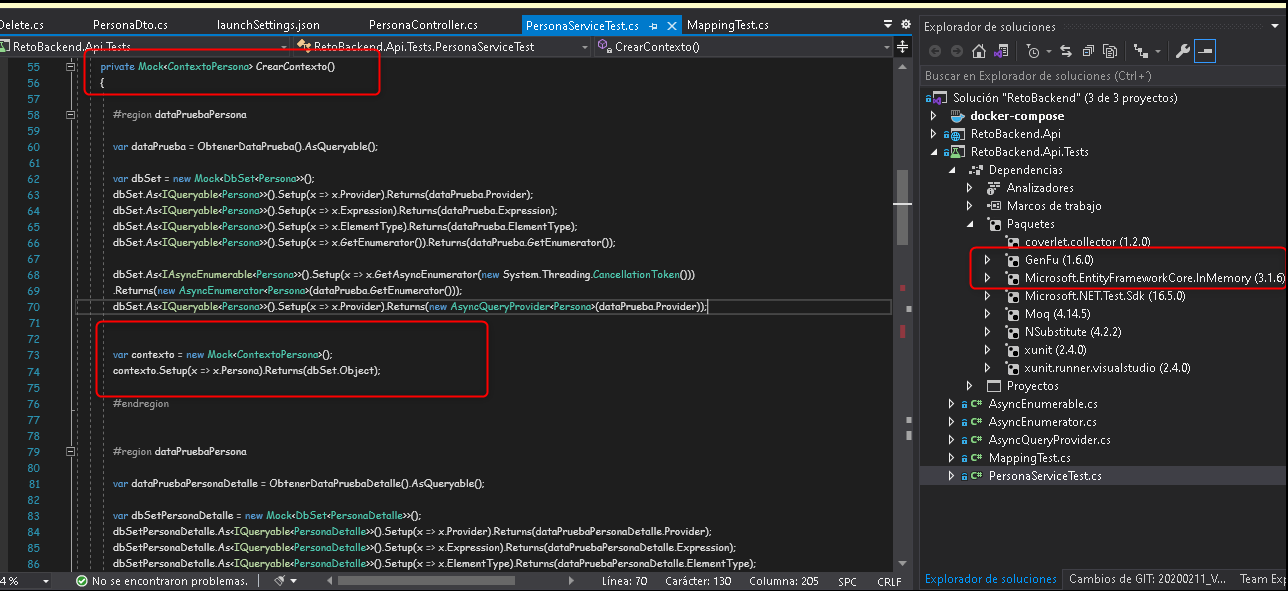 Delete.cs PersonaDto.cs launchSettings.json PersonaController.cs PersonaServiceTest.cs MappingTest.cs
RetoBackend.Api.Tests RetoBackend.Api.Tests.PersonaServiceTest CrearContexto()
55 private Mock<ContextoPersona> CrearContexto()
56 {
57
58 #region dataPruebaPersona
59
60 var dataPrueba = ObtenerDataPrueba().AsQueryable();
61
62 var dbSet = new Mock<DbSet<Persona>>();
63 dbSet.As<IQueryable<Persona>>().Setup(x => x.Provider).Returns(dataPrueba.Provider);
64 dbSet.As<IQueryable<Persona>>().Setup(x => x.Expression).Returns(dataPrueba.Expression);
65 dbSet.As<IQueryable<Persona>>().Setup(x => x.ElementType).Returns(dataPrueba.ElementType);
66 dbSet.As<IQueryable<Persona>>().Setup(x => x.GetEnumerator()).Returns(dataPrueba.GetEnumerator());
67
68 dbSet.As<IAsyncEnumerable<Persona>>().Setup(x => x.GetAsyncEnumerator(new System.Threading.CancellationToken()))
69 .Returns(new AsyncEnumerator<Persona>(dataPrueba.GetEnumerator()));
70 dbSet.As<IQueryable<Persona>>().Setup(x => x.Provider).Returns(new AsyncQueryProvider<Persona>(dataPrueba.Provider));
71
72
73 var contexto = new Mock<ContextoPersona>();
74 contexto.Setup(x => x.Persona).Returns(dbSet.Object);
75
76 #endregion
77
78
79 #region dataPruebaPersona
80
81 var dataPruebaPersonaDetalle = ObtenerDataPruebaDetalle().AsQueryable();
82
83 var dbSetPersonaDetalle = new Mock<DbSet<PersonaDetalle>>();
84 dbSetPersonaDetalle.As<IQueryable<PersonaDetalle>>().Setup(x => x.Provider).Returns(dataPruebaPersonaDetalle.Provider);
85 dbSetPersonaDetalle.As<IQueryable<PersonaDetalle>>().Setup(x => x.Expression).Returns(dataPruebaPersonaDetalle.Expression);
86 dbSetPersonaDetalle.As<IQueryable<PersonaDetalle>>().Setup(x => x.ElementType).Returns(dataPruebaPersonaDetalle.ElementType);
4 % No se encontraron problemas. Línea: 70 Carácter: 130 Columna: 205 SPC CRLF
Explorador de soluciones
Buscar en Explorador de soluciones (Ctrl+´)
Solución "RetoBackend" (3 de 3 proyectos)
docker-compose
RetoBackend.Api
RetoBackend.Api.Tests
Dependencias
Analizadores
Marcos de trabajo
Paquetes
coverlet.collector (1.2.0)
GenFu (1.6.0)
Microsoft.EntityFrameworkCore.InMemory (3.1.6)
Microsoft.NET.Test.Sdk (16.5.0)
Moq (4.14.5)
NSubstitute (4.2.2)
xunit (2.4.0)
xunit.runner.visualstudio (2.4.0)
Proyectos
C# AsyncEnumerable.cs
C# AsyncEnumerator.cs
C# AsyncQueryProvider.cs
C# MappingTest.cs
C# PersonaServiceTest.cs
Explorador de soluciones Cambios de GIT: 20200211_V... Team Exp